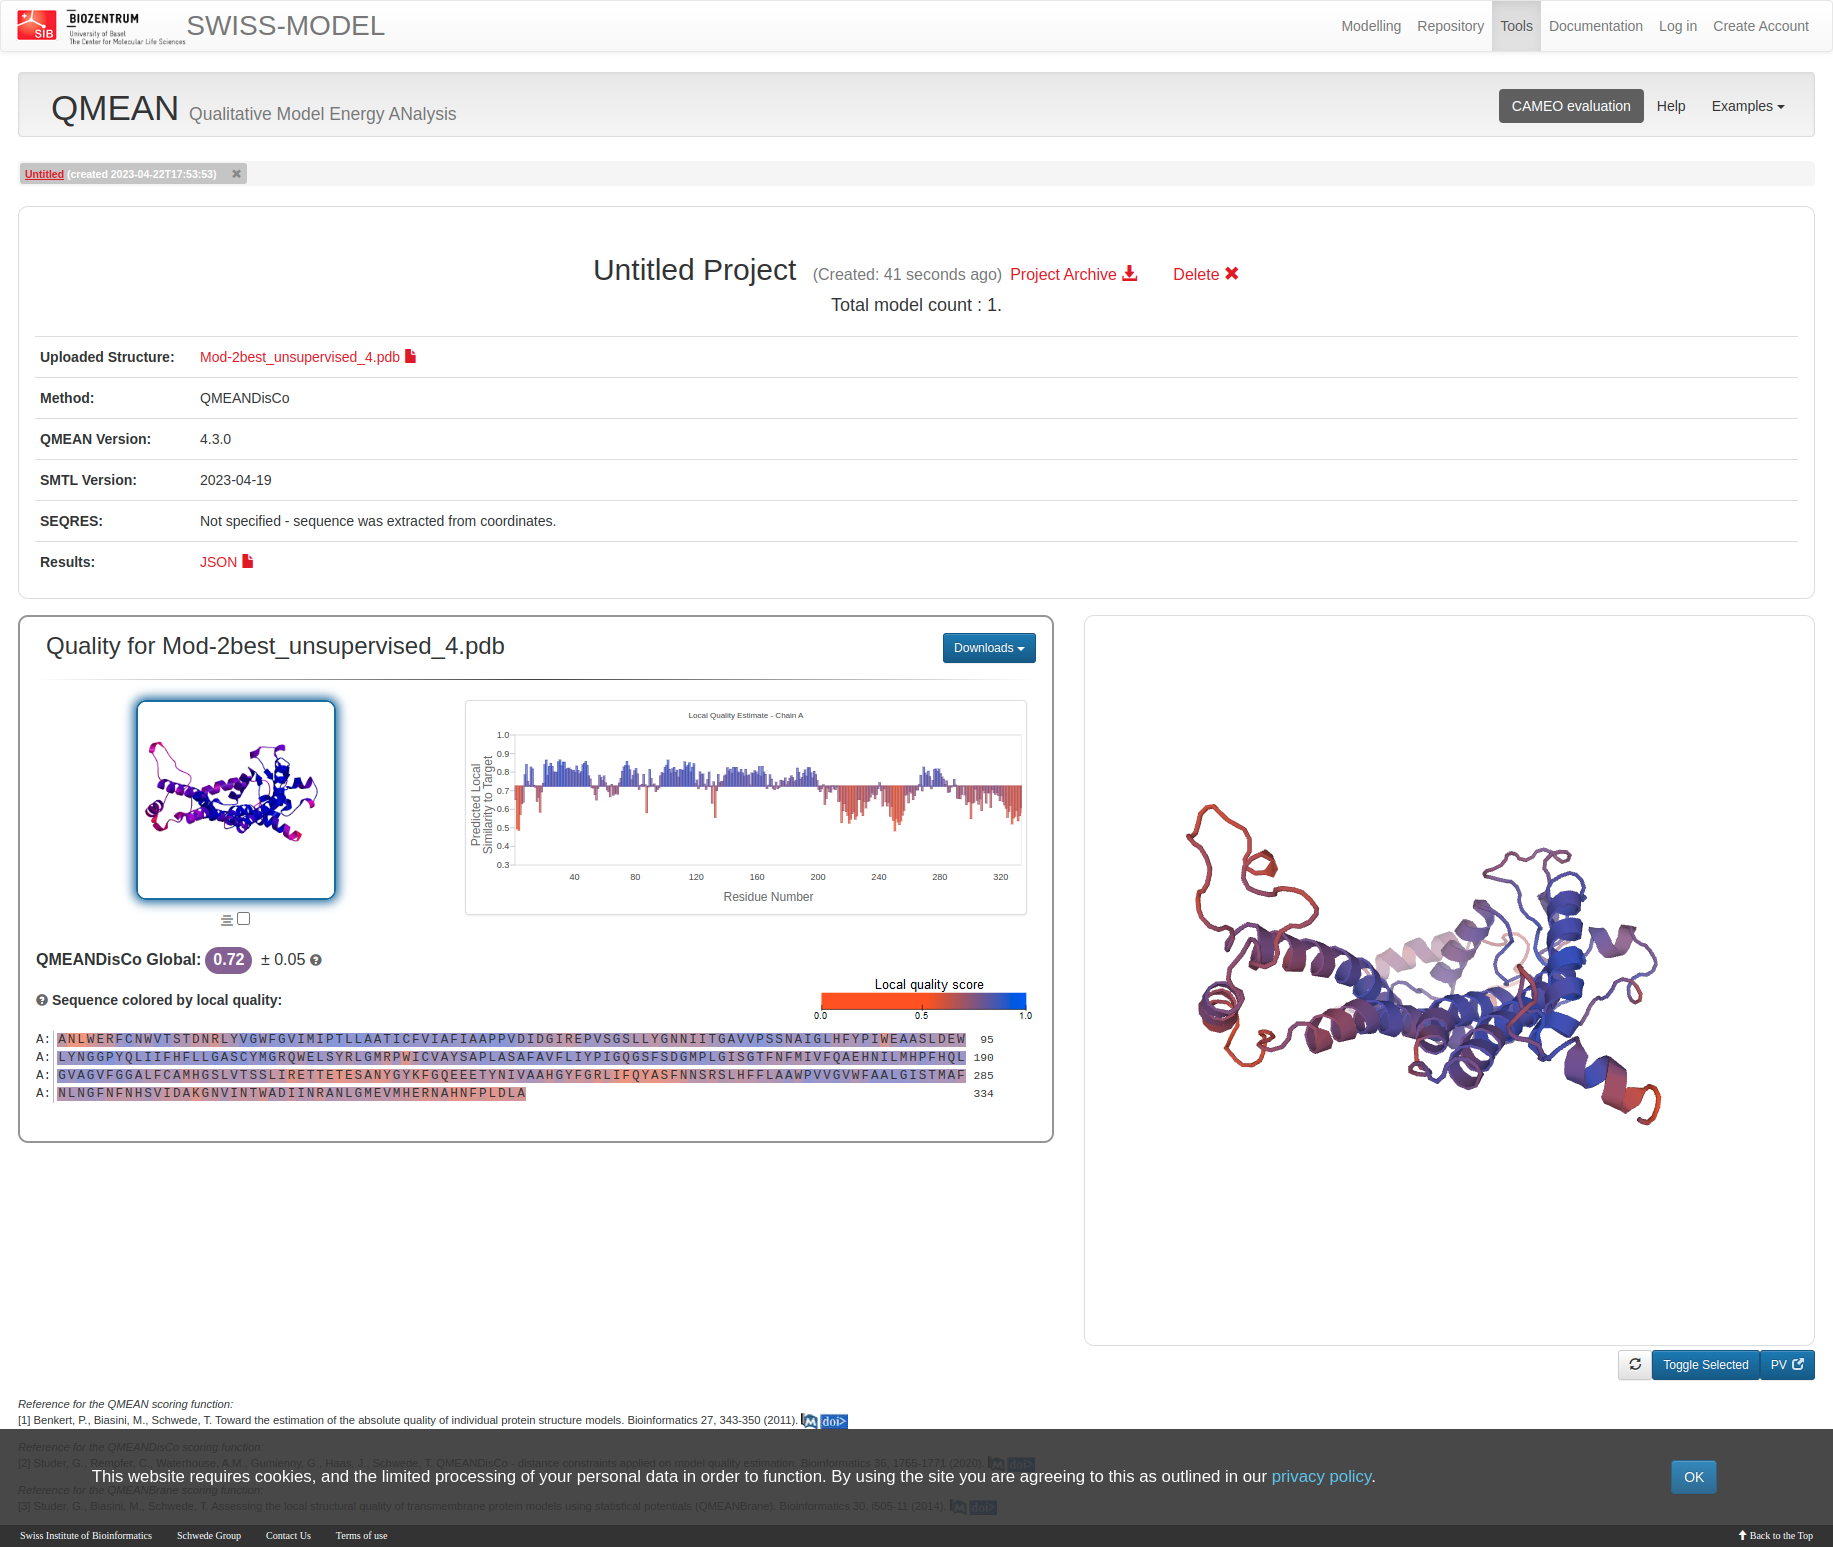 SIB
BIOZENTRUM
University of Basel
The Center for Molecular Life Sciences
SWISS-MODEL
Modelling
Repository
Tools
Documentation
Log in
Create Account
QMEAN Qualitative Model Energy ANalysis
CAMEO evaluation
Help
Examples
Untitled (created 2023-04-22T17:53:53)
Untitled Project (Created: 41 seconds ago) Project Archive Delete
Total model count : 1.
Uploaded Structure: Mod-2best_unsupervised_4.pdb
Method: QMEANDisCo
QMEAN Version: 4.3.0
SMTL Version: 2023-04-19
SEQRES: Not specified - sequence was extracted from coordinates.
Results: JSON
Quality for Mod-2best_unsupervised_4.pdb
Downloads
Local Quality Estimate - Chain A
Predicted Local
Similarity to Target
1.0
0.9
0.8
0.7
0.6
0.5
0.4
0.3
40 80 120 160 200 240 280 320
Residue Number
QMEANDisCo Global: 0.72 ± 0.05
Sequence colored by local quality:
Local quality score
0.0 0.5 1.0
A: ANLWERFCNWVTSTDNRLYVGWFGVIMIPTLLAATICFVIAFIAAPPVDIDGIREPVSGSLLYGNNIITGAVVPSSNAIGLHFYPIWEAASLDEW 95
A: LYNGGPYQLIIFHFLLGASCYMGRQWELSYRLGMRPWICVAYSAPLASAFAVFLIYPIGQGSFSDGMPLGISGTFNFMIVFQAEHNILMHPFHQL 190
A: GVAGVFGGALFCAMHGSLVTSSLIRETTETESANYGYKFGQEEETYNIVAAHGYFGRLIFQYASFNNSRSLHFFLAAWPVVGVWFAALGISTMAF 285
A: NLNGFNFNHSVIDAKGNVINTWADIINRANLGMEVMHERNAHNFPLDLA 334
Toggle Selected
PV
Reference for the QMEAN scoring function:
[1] Benkert, P., Biasini, M., Schwede, T. Toward the estimation of the absolute quality of individual protein structure models. Bioinformatics 27, 343-350 (2011). M doi>
Reference for the QMEANDisCo scoring function:
[2] Studer, G., Rempfer, C., Waterhouse, A.M., Gumienny, G., Haas, J., Schwede, T. QMEANDisCo - distance constraints applied on model quality estimation. Bioinformatics 36, 1765-1771 (2020). M doi>
This website requires cookies, and the limited processing of your personal data in order to function. By using the site you are agreeing to this as outlined in our privacy policy.
OK
Reference for the QMEANBrane scoring function:
[3] Studer, G., Biasini, M., Schwede, T. Assessing the local structural quality of transmembrane protein models using statistical potentials (QMEANBrane). Bioinformatics 30, i505-11 (2014). M doi>
Swiss Institute of Bioinformatics
Schwede Group
Contact Us
Terms of use
Back to the Top